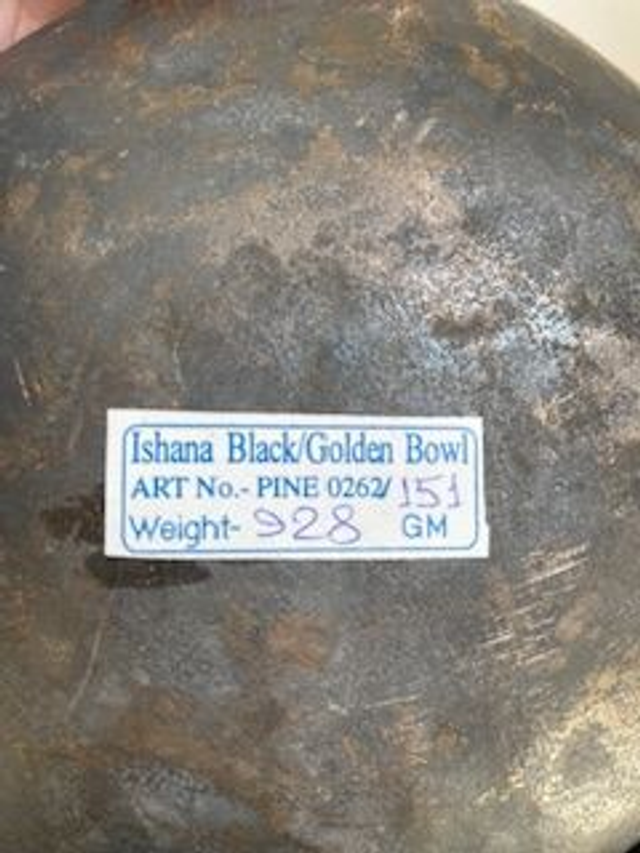 Ishana Black/Golden Bowl
ART No.- PINE 0262/151
Weight- 928 GM